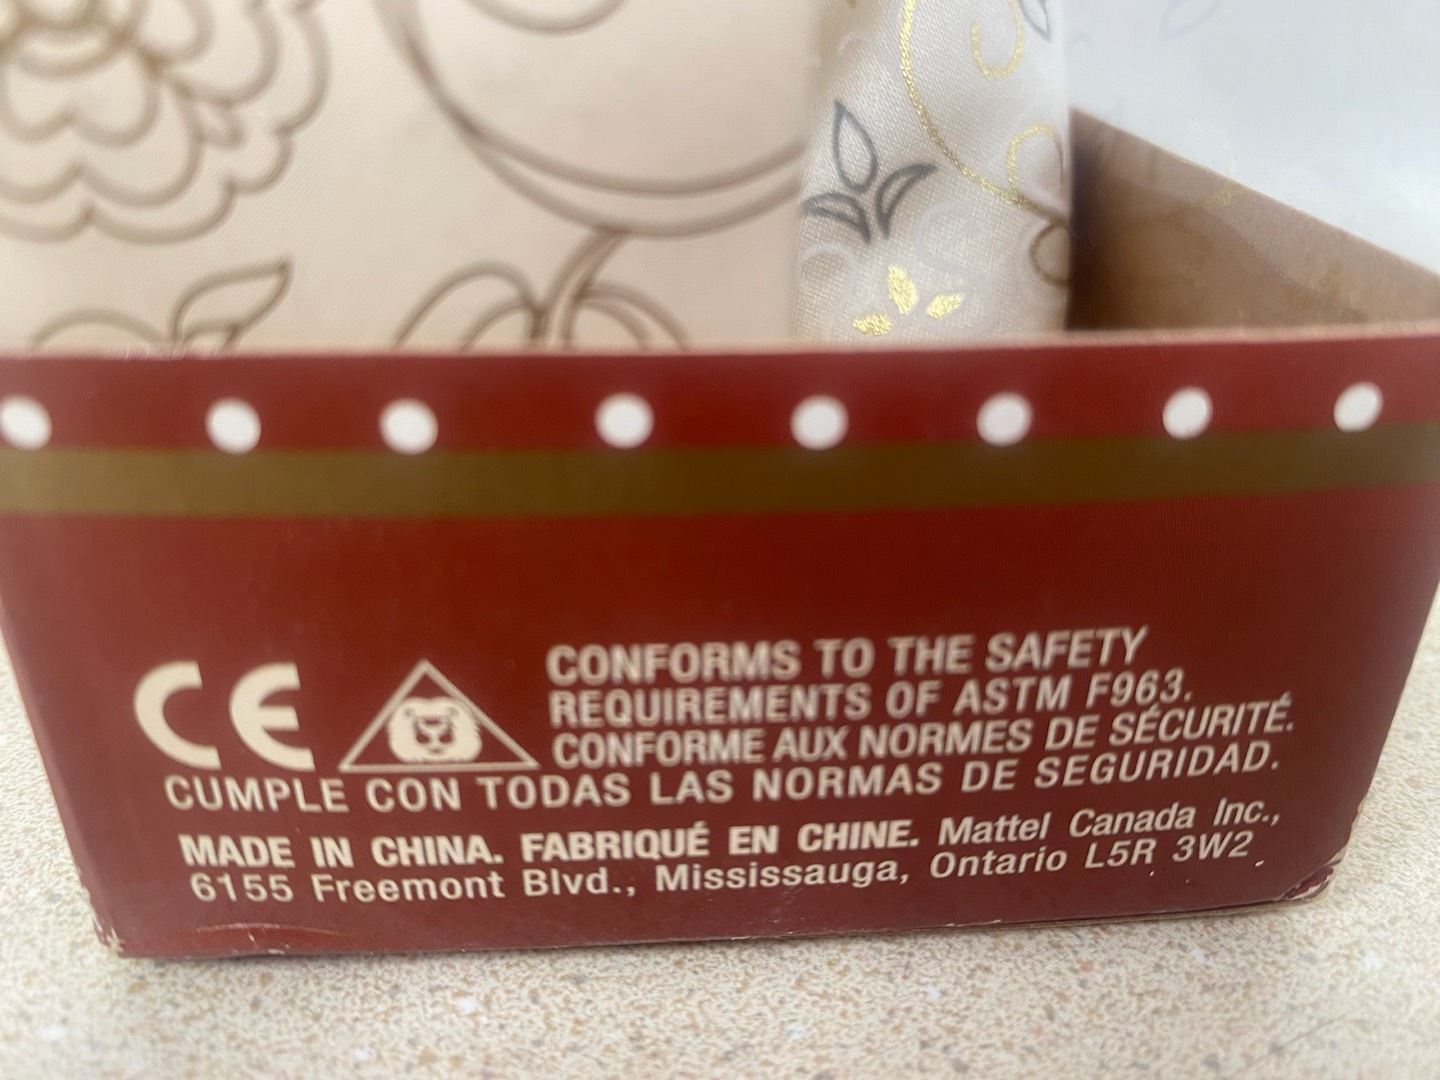 CE
CONFORMS TO THE SAFETY
REQUIREMENTS OF ASTM F963.
CONFORME AUX NORMES DE SÉCURITÉ.
CUMPLE CON TODAS LAS NORMAS DE SEGURIDAD.
MADE IN CHINA. FABRIQUÉ EN CHINE. Mattel Canada Inc.,
6155 Freemont Blvd., Mississauga, Ontario L5R 3W2.